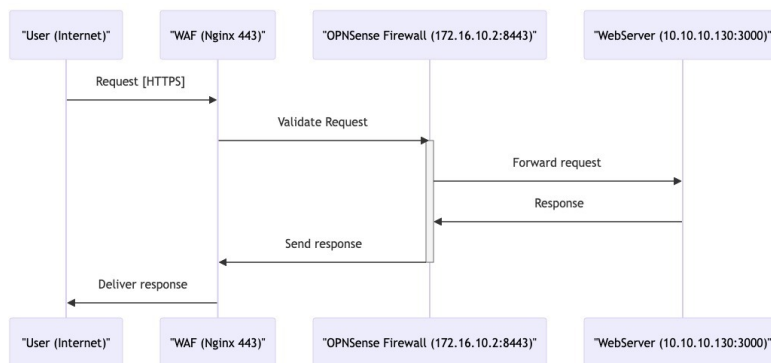 "User (Internet)"
"WAF (Nginx 443)"
"OPNSense Firewall (172.16.10.2:8443)"
"WebServer (10.10.10.130:3000)"
Request [HTTPS]
Validate Request
Forward request
Response
Send response
Deliver response
"User (Internet)"
"WAF (Nginx 443)"
"OPNSense Firewall (172.16.10.2:8443)"
"WebServer (10.10.10.130:3000)"